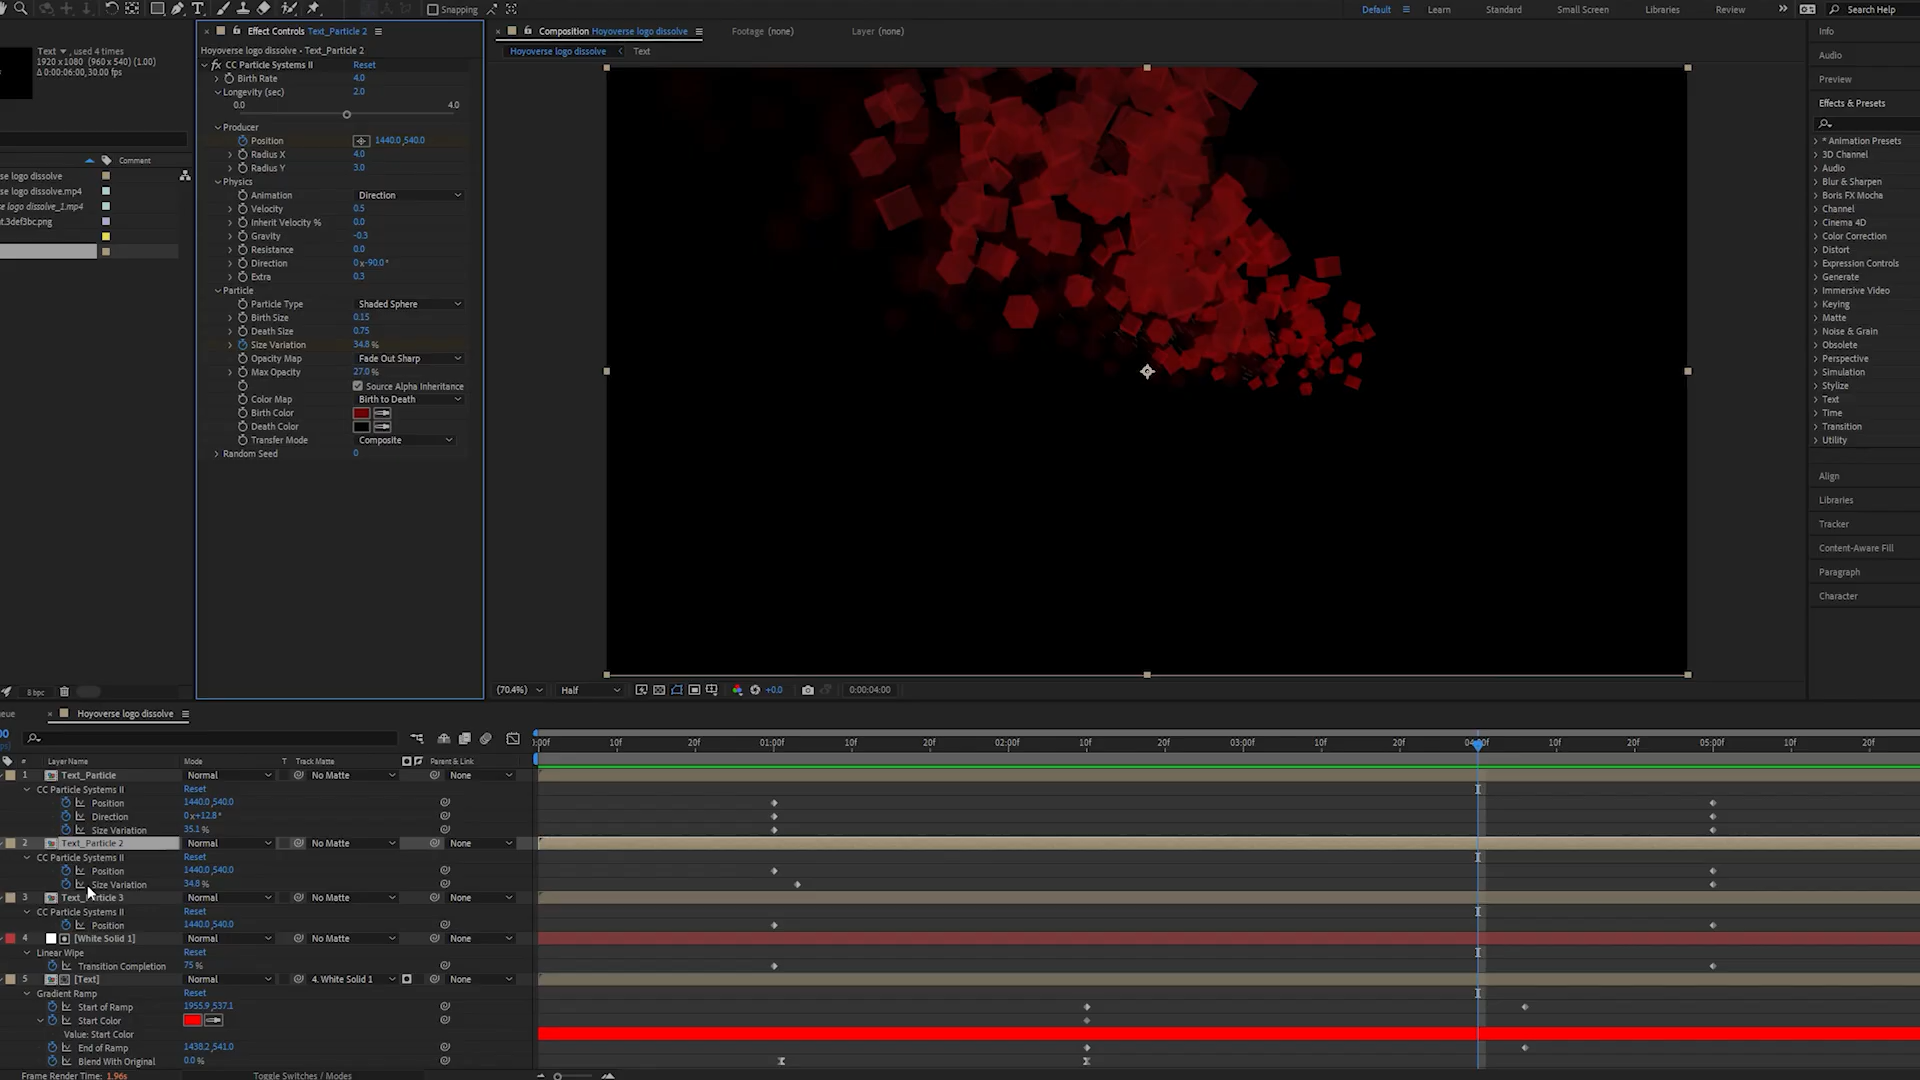 Snapping
Default
Learn
Standard
Small Screen
Libraries
Review
Search Help
Text , used 4 times
1920 x 1080 (960 x 540) (1.00)
Δ 0:00:06:00, 30.00 fps
Comment
se logo dissolve
se logo dissolve.mp4
se logo dissolve_1.mp4
nt.3def3bc.png
8 bpc
Effect Controls Text_Particle 2
Hoyoverse logo dissolve • Text_Particle 2
fx CC Particle Systems II Reset
Birth Rate 4.0
Longevity (sec) 2.0
0.0 4.0
Producer
Position 1440.0,540.0
Radius X 4.0
Radius Y 3.0
Physics
Animation Direction
Velocity 0.5
Inherit Velocity % 0.0
Gravity -0.3
Resistance 0.0
Direction 0 x-90.0°
Extra 0.3
Particle
Particle Type Shaded Sphere
Birth Size 0.15
Death Size 0.75
Size Variation 34.8 %
Opacity Map Fade Out Sharp
Max Opacity 27.0 %
Source Alpha Inheritance
Color Map Birth to Death
Birth Color
Death Color
Transfer Mode Composite
Random Seed 0
Composition Hoyoverse logo dissolve
Footage (none)
Layer (none)
Hoyoverse logo dissolve
Text
(70.4%)
Half
+0.0
0:00:04:00
Info
Audio
Preview
Effects & Presets
* Animation Presets
3D Channel
Audio
Blur & Sharpen
Boris FX Mocha
Channel
Cinema 4D
Color Correction
Distort
Expression Controls
Generate
Immersive Video
Keying
Matte
Noise & Grain
Obsolete
Perspective
Simulation
Stylize
Text
Time
Transition
Utility
Align
Libraries
Tracker
Content-Aware Fill
Paragraph
Character
eue
Hoyoverse logo dissolve
:00f 10f 20f 01:00f 10f 20f 02:00f 10f 20f 03:00f 10f 20f 04:00f 10f 20f 05:00f 10f 20f
# Layer Name Mode T Track Matte Parent & Link
1 Text_Particle Normal No Matte None
CC Particle Systems II Reset
Position 1440.0,540.0
Direction 0 x+12.8°
Size Variation 35.1 %
2 Text_Particle 2 Normal No Matte None
CC Particle Systems II Reset
Position 1440.0,540.0
Size Variation 34.8 %
3 Text_Particle 3 Normal No Matte None
CC Particle Systems II Reset
Position 1440.0,540.0
4 [White Solid 1] Normal No Matte None
Linear Wipe Reset
Transition Completion 75 %
5 [Text] Normal 4. White Solid 1 None
Gradient Ramp Reset
Start of Ramp 1955.9,537.1
Start Color
Value: Start Color
End of Ramp 1438.2,541.0
Blend With Original 0.0 %
Frame Render Time: 1.96s
Toggle Switches / Modes